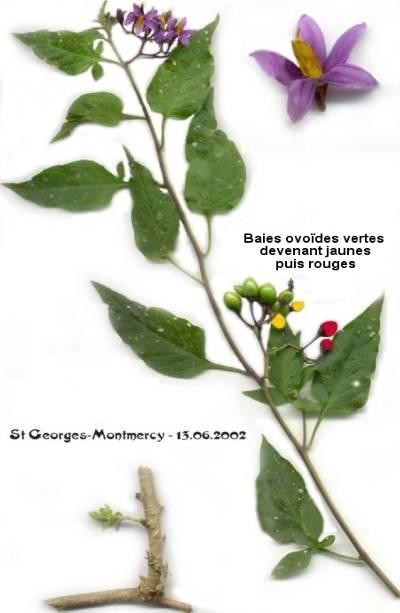 Baies ovoïdes vertes
devenant jaunes
puis rouges
St Georges-Montmercy - 13.06.2002